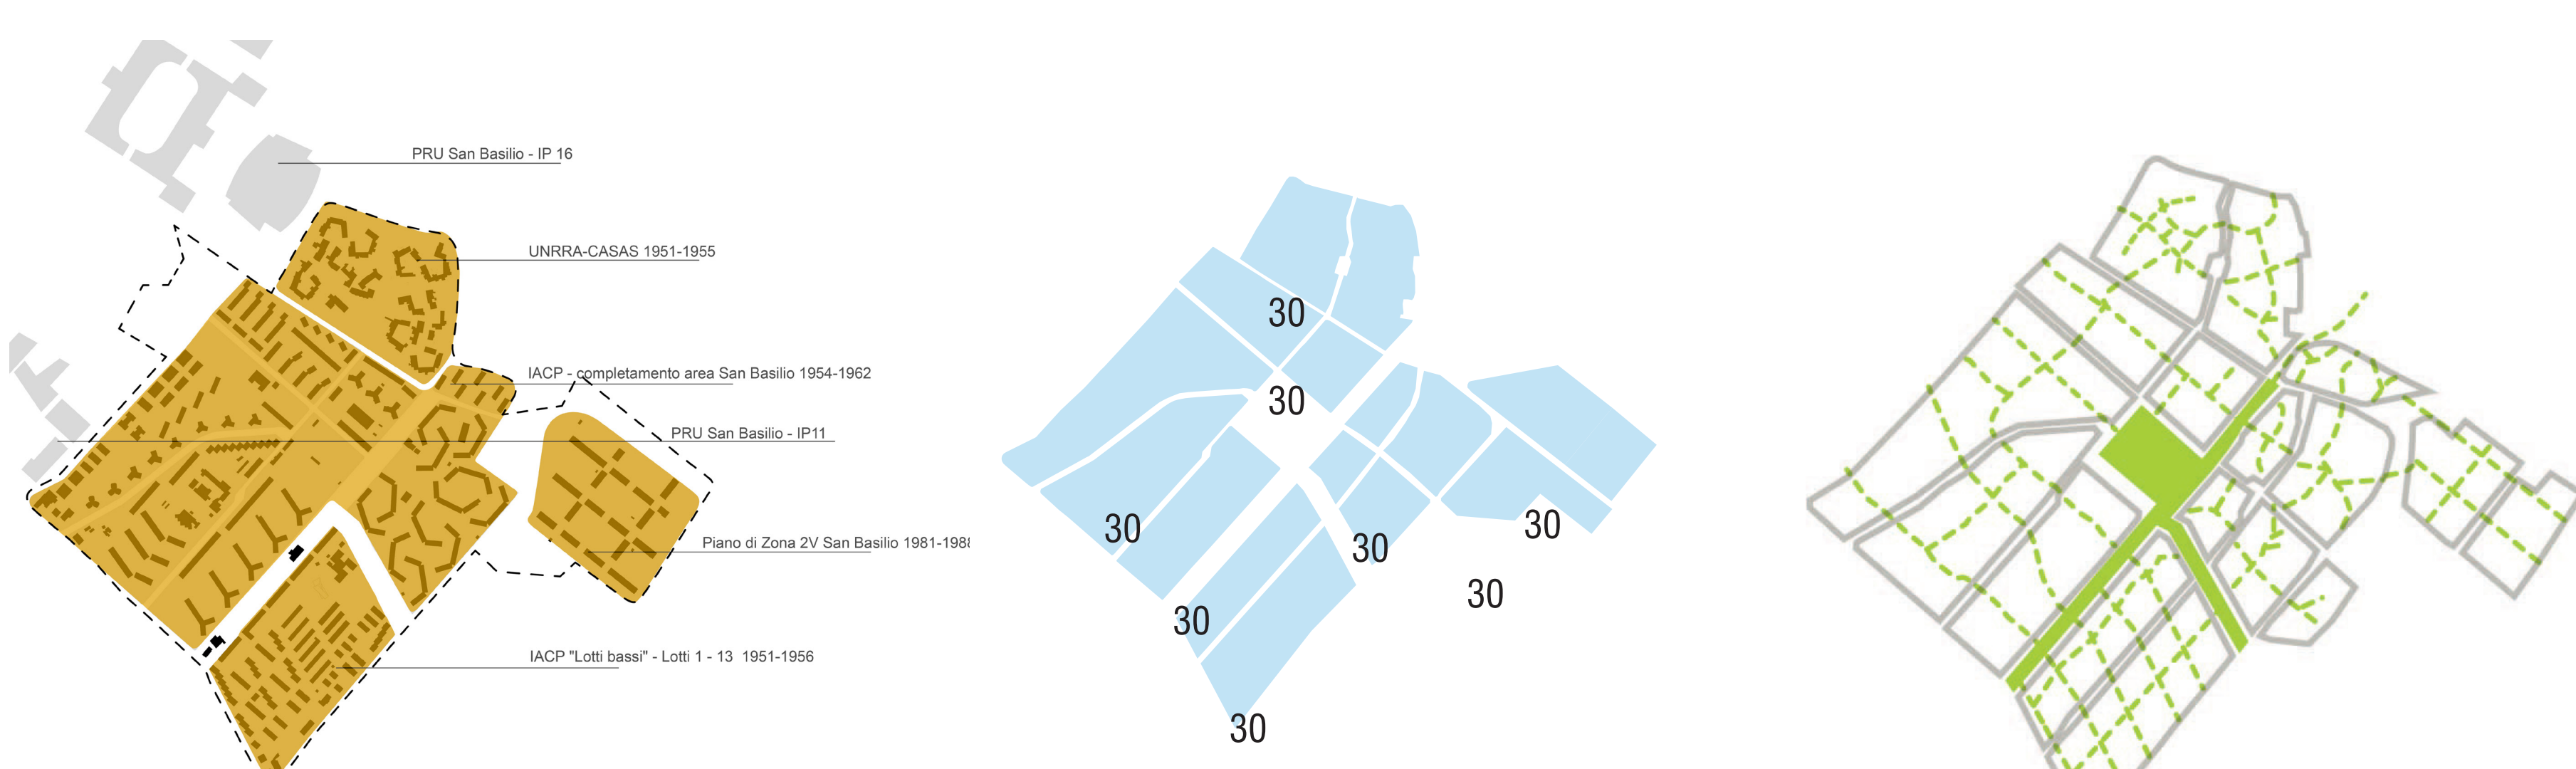 PRU San Basilio - IP 16
UNRRA-CASAS 1951-1955
IACP - completamento area San Basilio 1954-1962
PRU San Basilio - IP11
Piano di Zona 2V San Basilio 1981-198
IACP "Lotti bassi" - Lotti 1 - 13 1951-1956
30
30
30
30
30
30
30
30